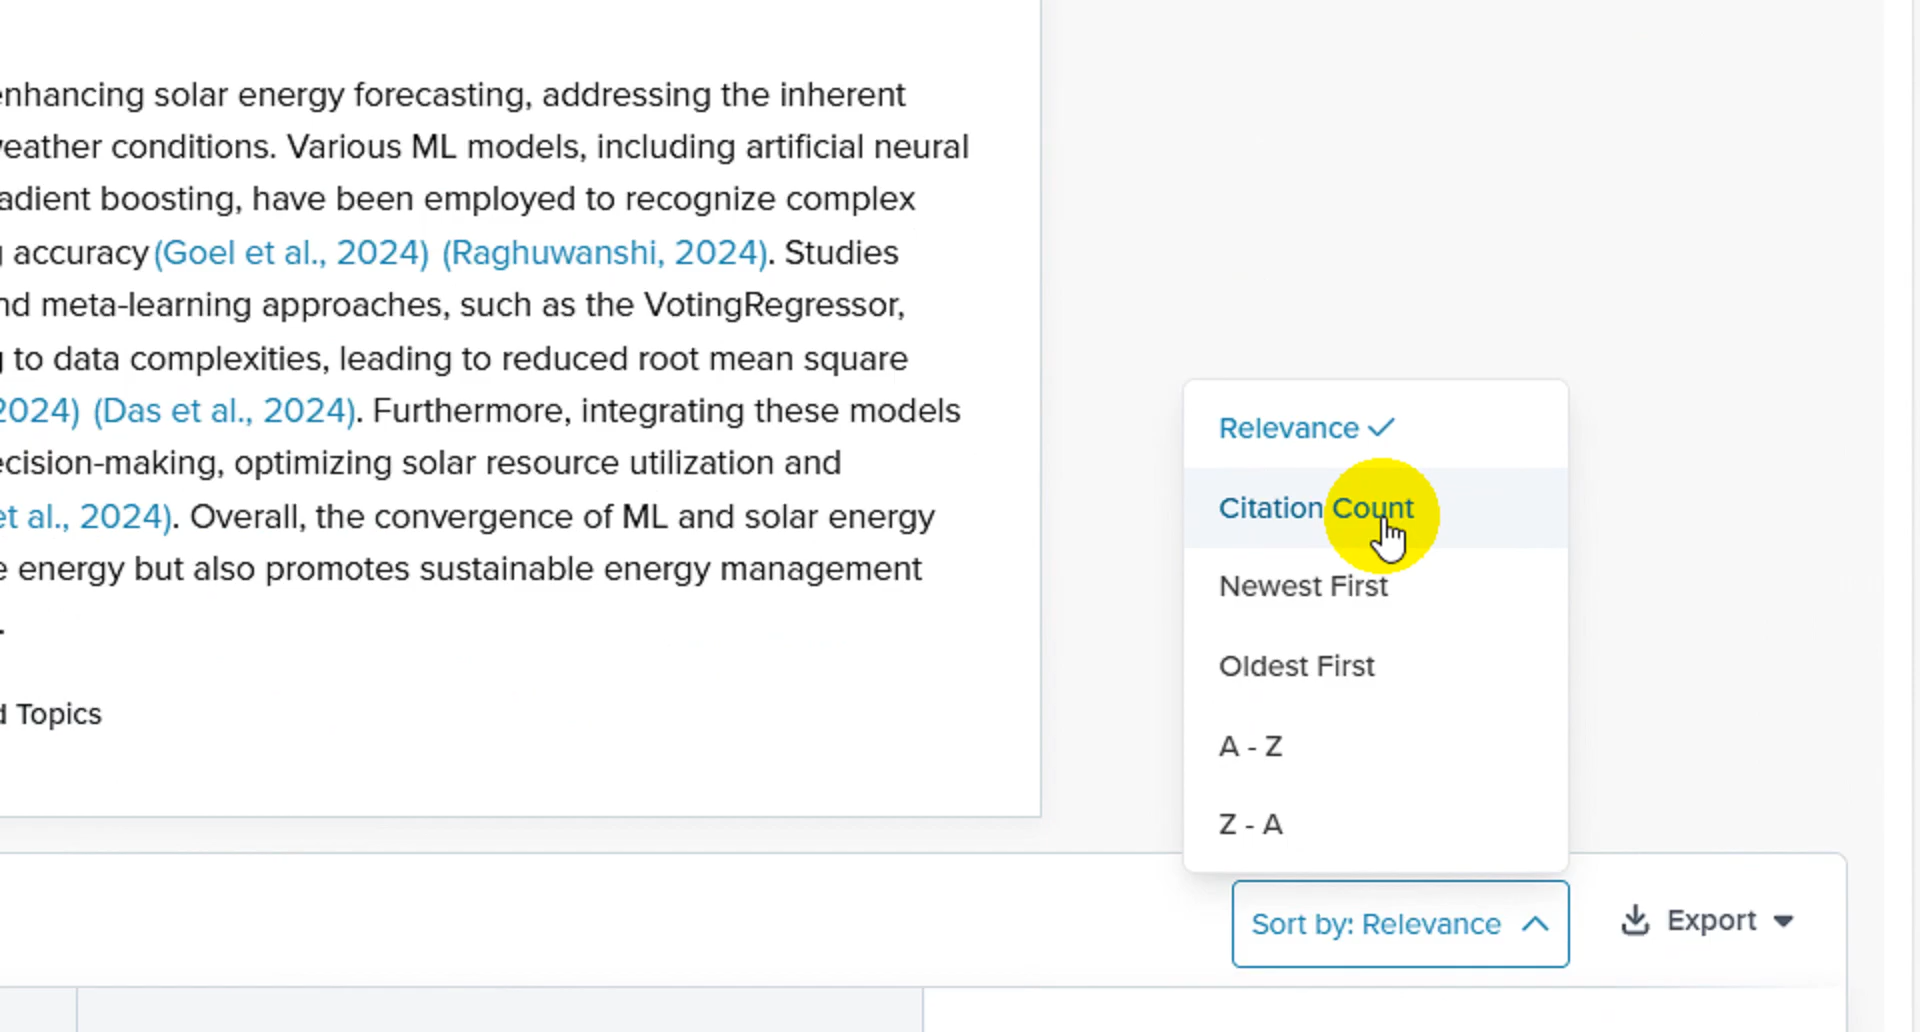 enhancing solar energy forecasting, addressing the inherent
weather conditions. Various ML models, including artificial neural
adient boosting, have been employed to recognize complex
g accuracy (Goel et al., 2024) (Raghuwanshi, 2024). Studies
nd meta-learning approaches, such as the VotingRegressor,
g to data complexities, leading to reduced root mean square
2024) (Das et al., 2024). Furthermore, integrating these models
ecision-making, optimizing solar resource utilization and
et al., 2024). Overall, the convergence of ML and solar energy
e energy but also promotes sustainable energy management
.
d Topics
Relevance
Citation Count
Newest First
Oldest First
A - Z
Z - A
Sort by: Relevance
Export